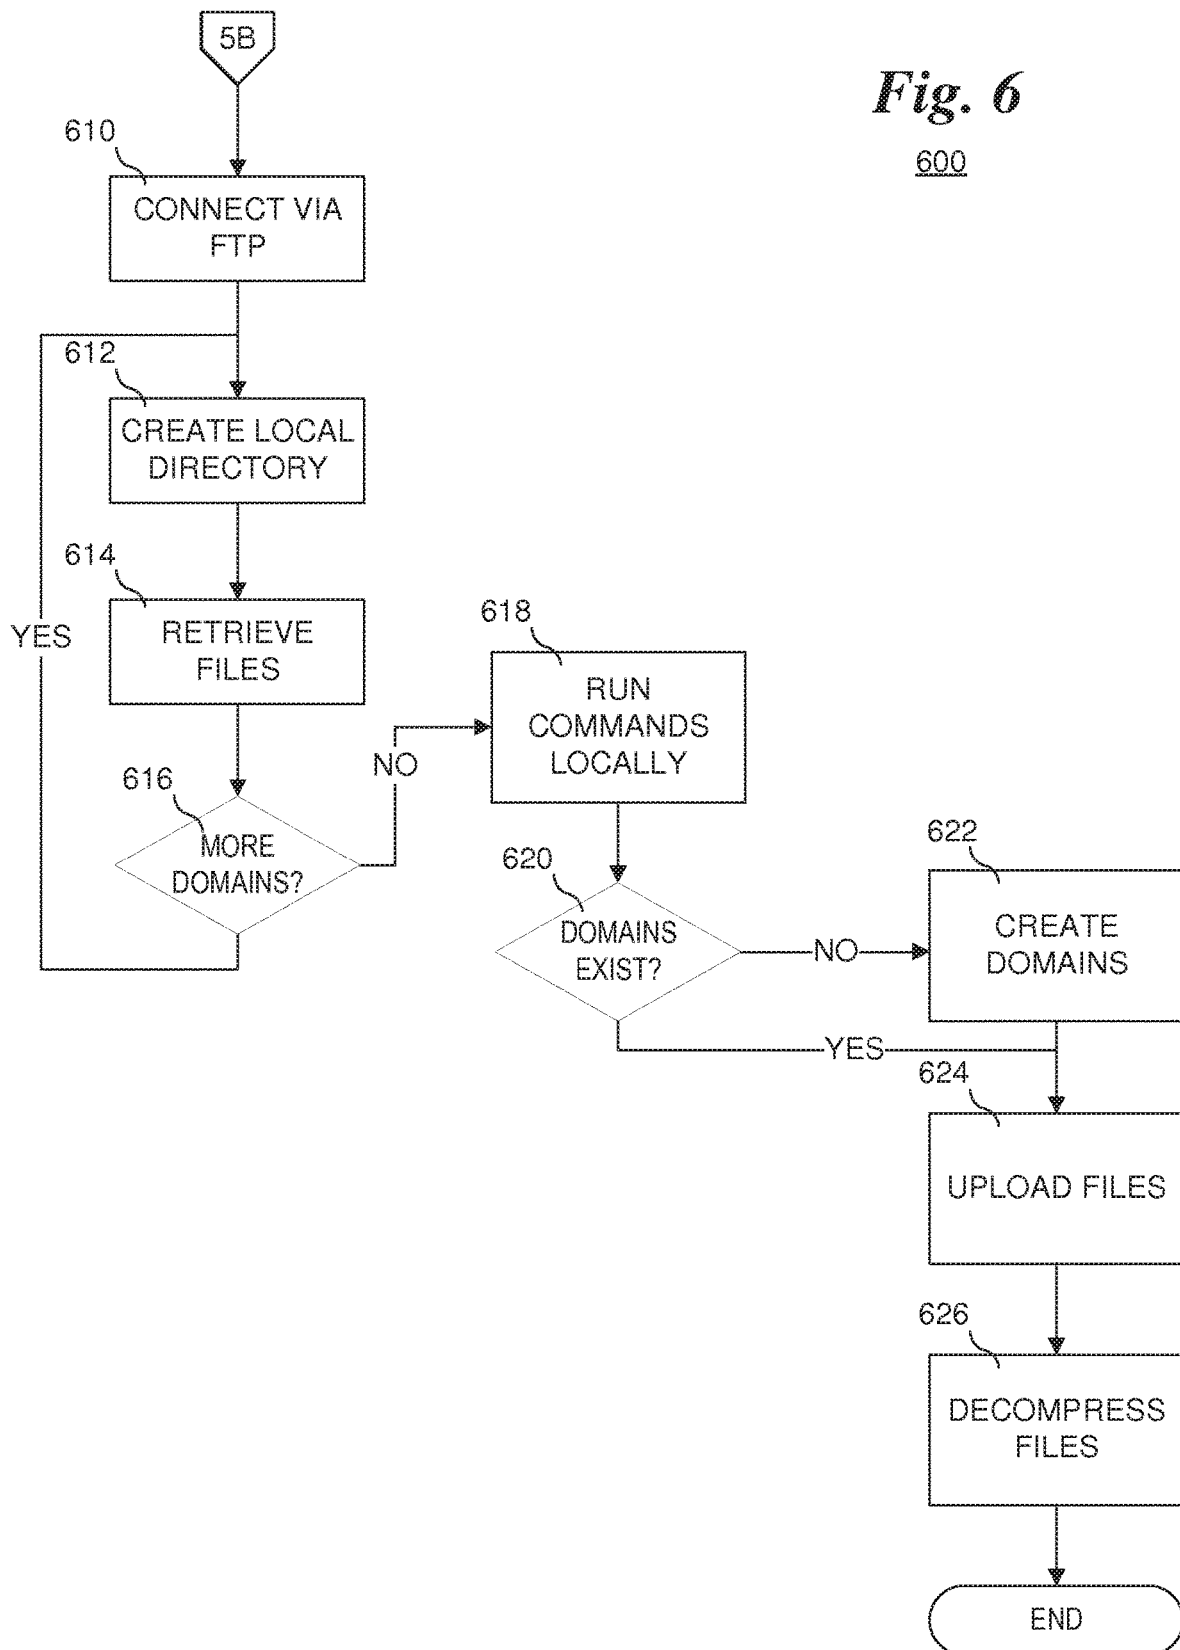 5B
Fig. 6
600
610
CONNECT VIA
FTP
612
CREATE LOCAL
DIRECTORY
614
RETRIEVE
FILES
YES
616
MORE
DOMAINS?
NO
618
RUN
COMMANDS
LOCALLY
620
DOMAINS
EXIST?
NO
622
CREATE
DOMAINS
YES
624
UPLOAD FILES
626
DECOMPRESS
FILES
END